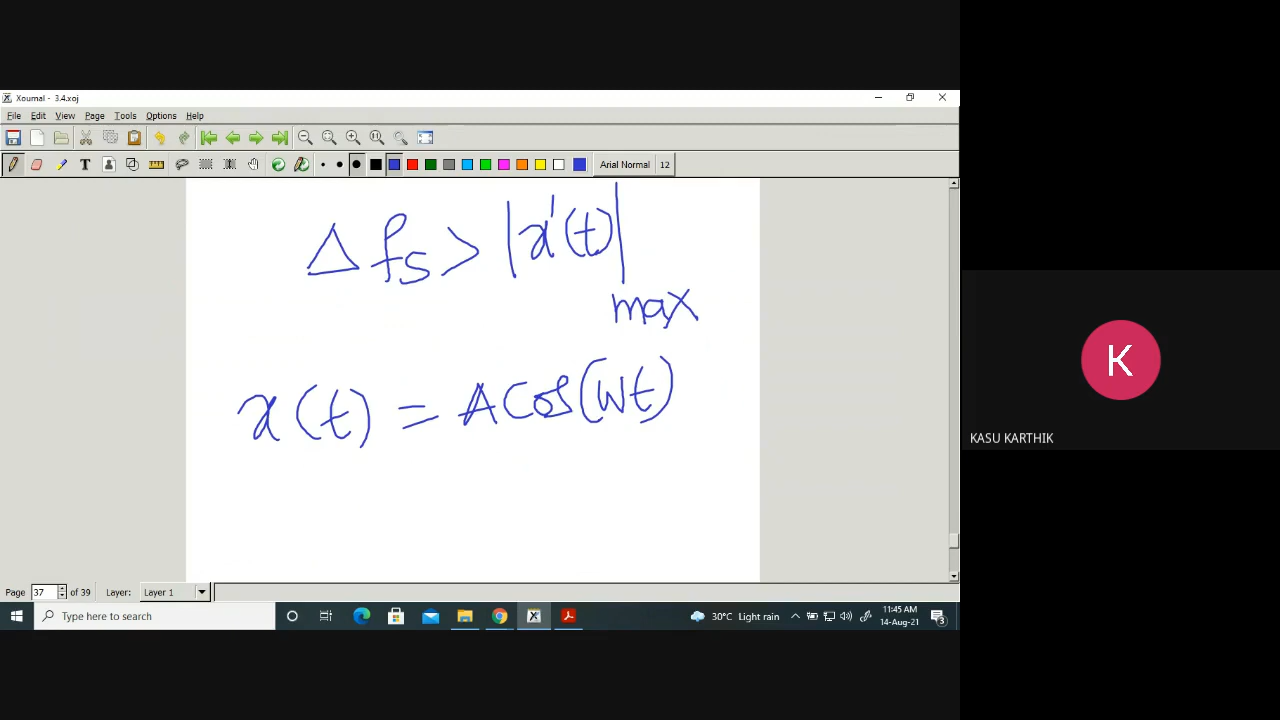 Xournal - 3.4.xoj
File Edit View Page Tools Options Help
Arial Normal 12
Δ fs > |x'(t)|
max
x(t) = A Cos(Wt)
K
KASU KARTHIK
Page 37 of 39 Layer: Layer 1
Type here to search
30°C Light rain
11:45 AM
14-Aug-21
3